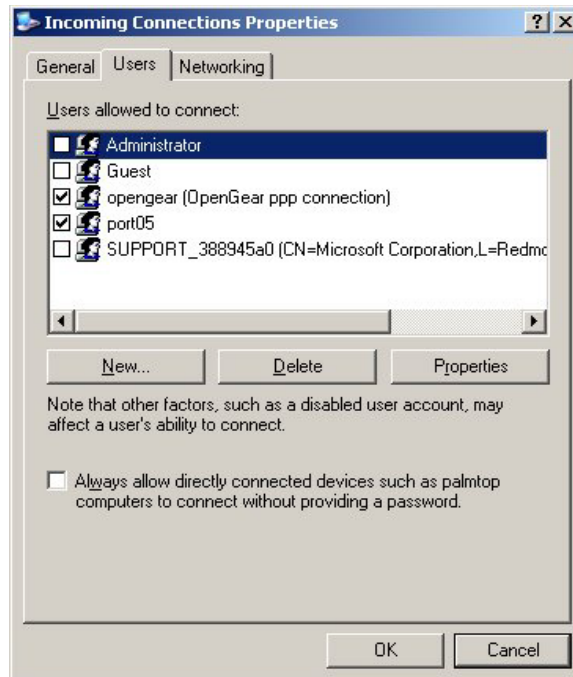 Incoming Connections Properties
General Users Networking
Users allowed to connect:
Administrator
Guest
opengear (OpenGear ppp connection)
port05
SUPPORT_388945a0 (CN=Microsoft Corporation,L=Redmo
New... Delete Properties
Note that other factors, such as a disabled user account, may
affect a user's ability to connect.
Always allow directly connected devices such as palmtop
computers to connect without providing a password.
OK Cancel